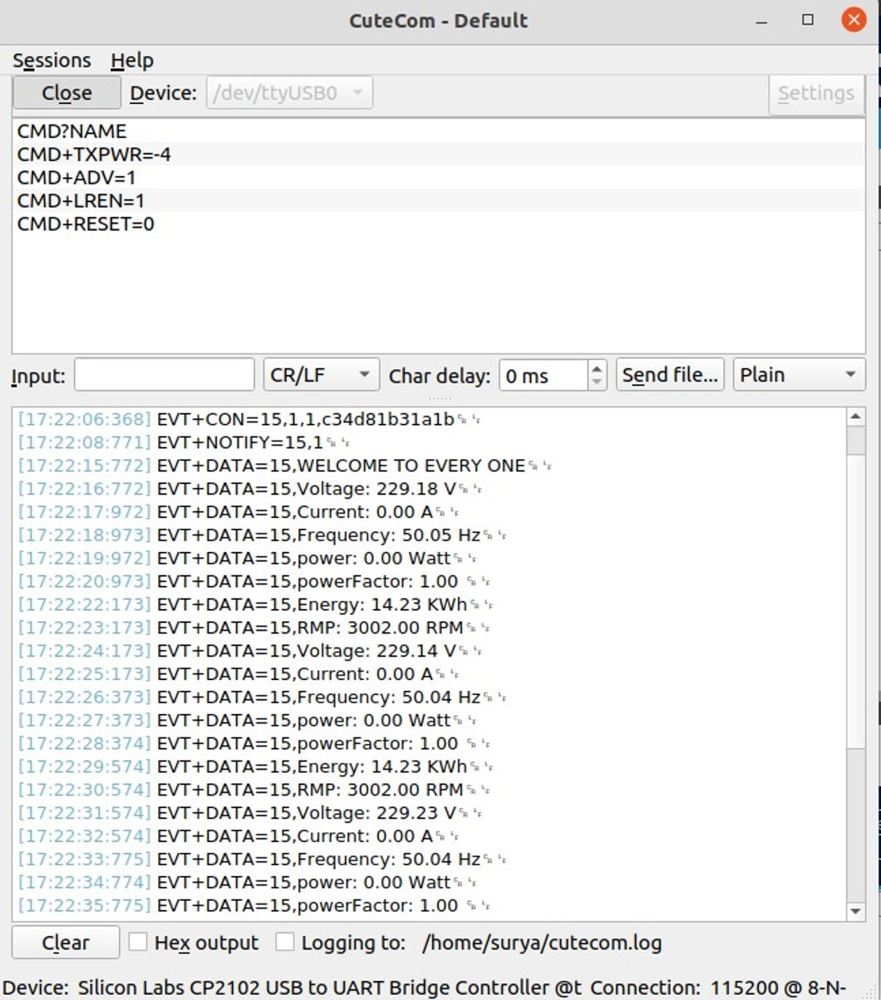 CuteCom - Default
Sessions Help
Close Device: /dev/ttyUSB0 Settings
CMD?NAME
CMD+TXPWR=-4
CMD+ADV=1
CMD+LREN=1
CMD+RESET=0
Input: CR/LF Char delay: 0 ms Send file... Plain
[17:22:06:368] EVT+CON=15,1,1,c34d81b31a1b␍␊
[17:22:08:771] EVT+NOTIFY=15,1␍␊
[17:22:15:772] EVT+DATA=15,WELCOME TO EVERY ONE␍␊
[17:22:16:772] EVT+DATA=15,Voltage: 229.18 V␍␊
[17:22:17:972] EVT+DATA=15,Current: 0.00 A␍␊
[17:22:18:973] EVT+DATA=15,Frequency: 50.05 Hz␍␊
[17:22:19:972] EVT+DATA=15,power: 0.00 Watt␍␊
[17:22:20:973] EVT+DATA=15,powerFactor: 1.00 ␍␊
[17:22:22:173] EVT+DATA=15,Energy: 14.23 KWh␍␊
[17:22:23:173] EVT+DATA=15,RMP: 3002.00 RPM␍␊
[17:22:24:173] EVT+DATA=15,Voltage: 229.14 V␍␊
[17:22:25:173] EVT+DATA=15,Current: 0.00 A␍␊
[17:22:26:373] EVT+DATA=15,Frequency: 50.04 Hz␍␊
[17:22:27:373] EVT+DATA=15,power: 0.00 Watt␍␊
[17:22:28:374] EVT+DATA=15,powerFactor: 1.00 ␍␊
[17:22:29:574] EVT+DATA=15,Energy: 14.23 KWh␍␊
[17:22:30:574] EVT+DATA=15,RMP: 3002.00 RPM␍␊
[17:22:31:574] EVT+DATA=15,Voltage: 229.23 V␍␊
[17:22:32:574] EVT+DATA=15,Current: 0.00 A␍␊
[17:22:33:775] EVT+DATA=15,Frequency: 50.04 Hz␍␊
[17:22:34:774] EVT+DATA=15,power: 0.00 Watt␍␊
[17:22:35:775] EVT+DATA=15,powerFactor: 1.00 ␍␊
Clear Hex output Logging to: /home/surya/cutecom.log
Device: Silicon Labs CP2102 USB to UART Bridge Controller @t Connection: 115200 @ 8-N-